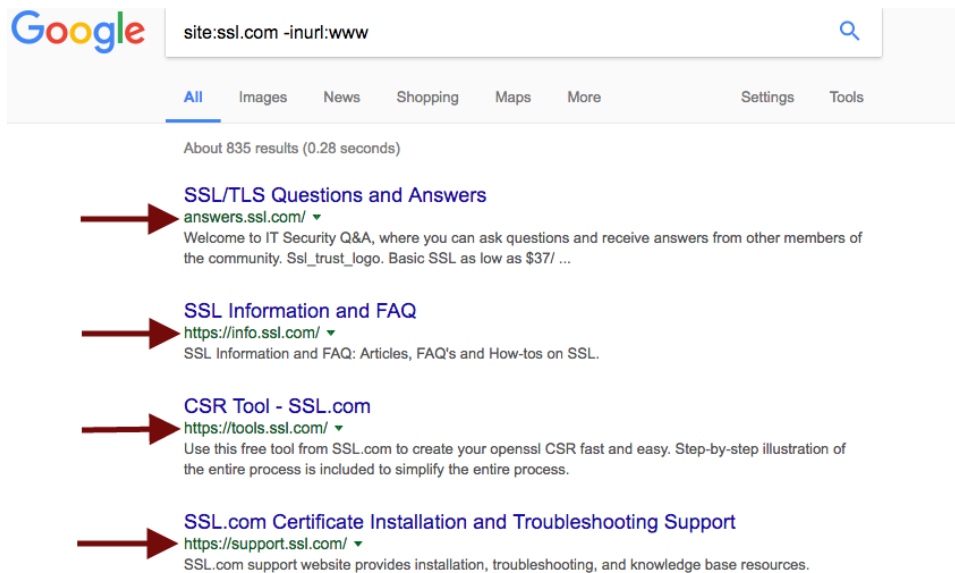 Google
site:ssl.com -inurl:www
All Images News Shopping Maps More Settings Tools
About 835 results (0.28 seconds)
SSL/TLS Questions and Answers
answers.ssl.com/
Welcome to IT Security Q&A, where you can ask questions and receive answers from other members of
the community. Ssl_trust_logo. Basic SSL as low as $37/ ...
SSL Information and FAQ
https://info.ssl.com/
SSL Information and FAQ: Articles, FAQ's and How-tos on SSL.
CSR Tool - SSL.com
https://tools.ssl.com/
Use this free tool from SSL.com to create your openssl CSR fast and easy. Step-by-step illustration of
the entire process is included to simplify the entire process.
SSL.com Certificate Installation and Troubleshooting Support
https://support.ssl.com/
SSL.com support website provides installation, troubleshooting, and knowledge base resources.